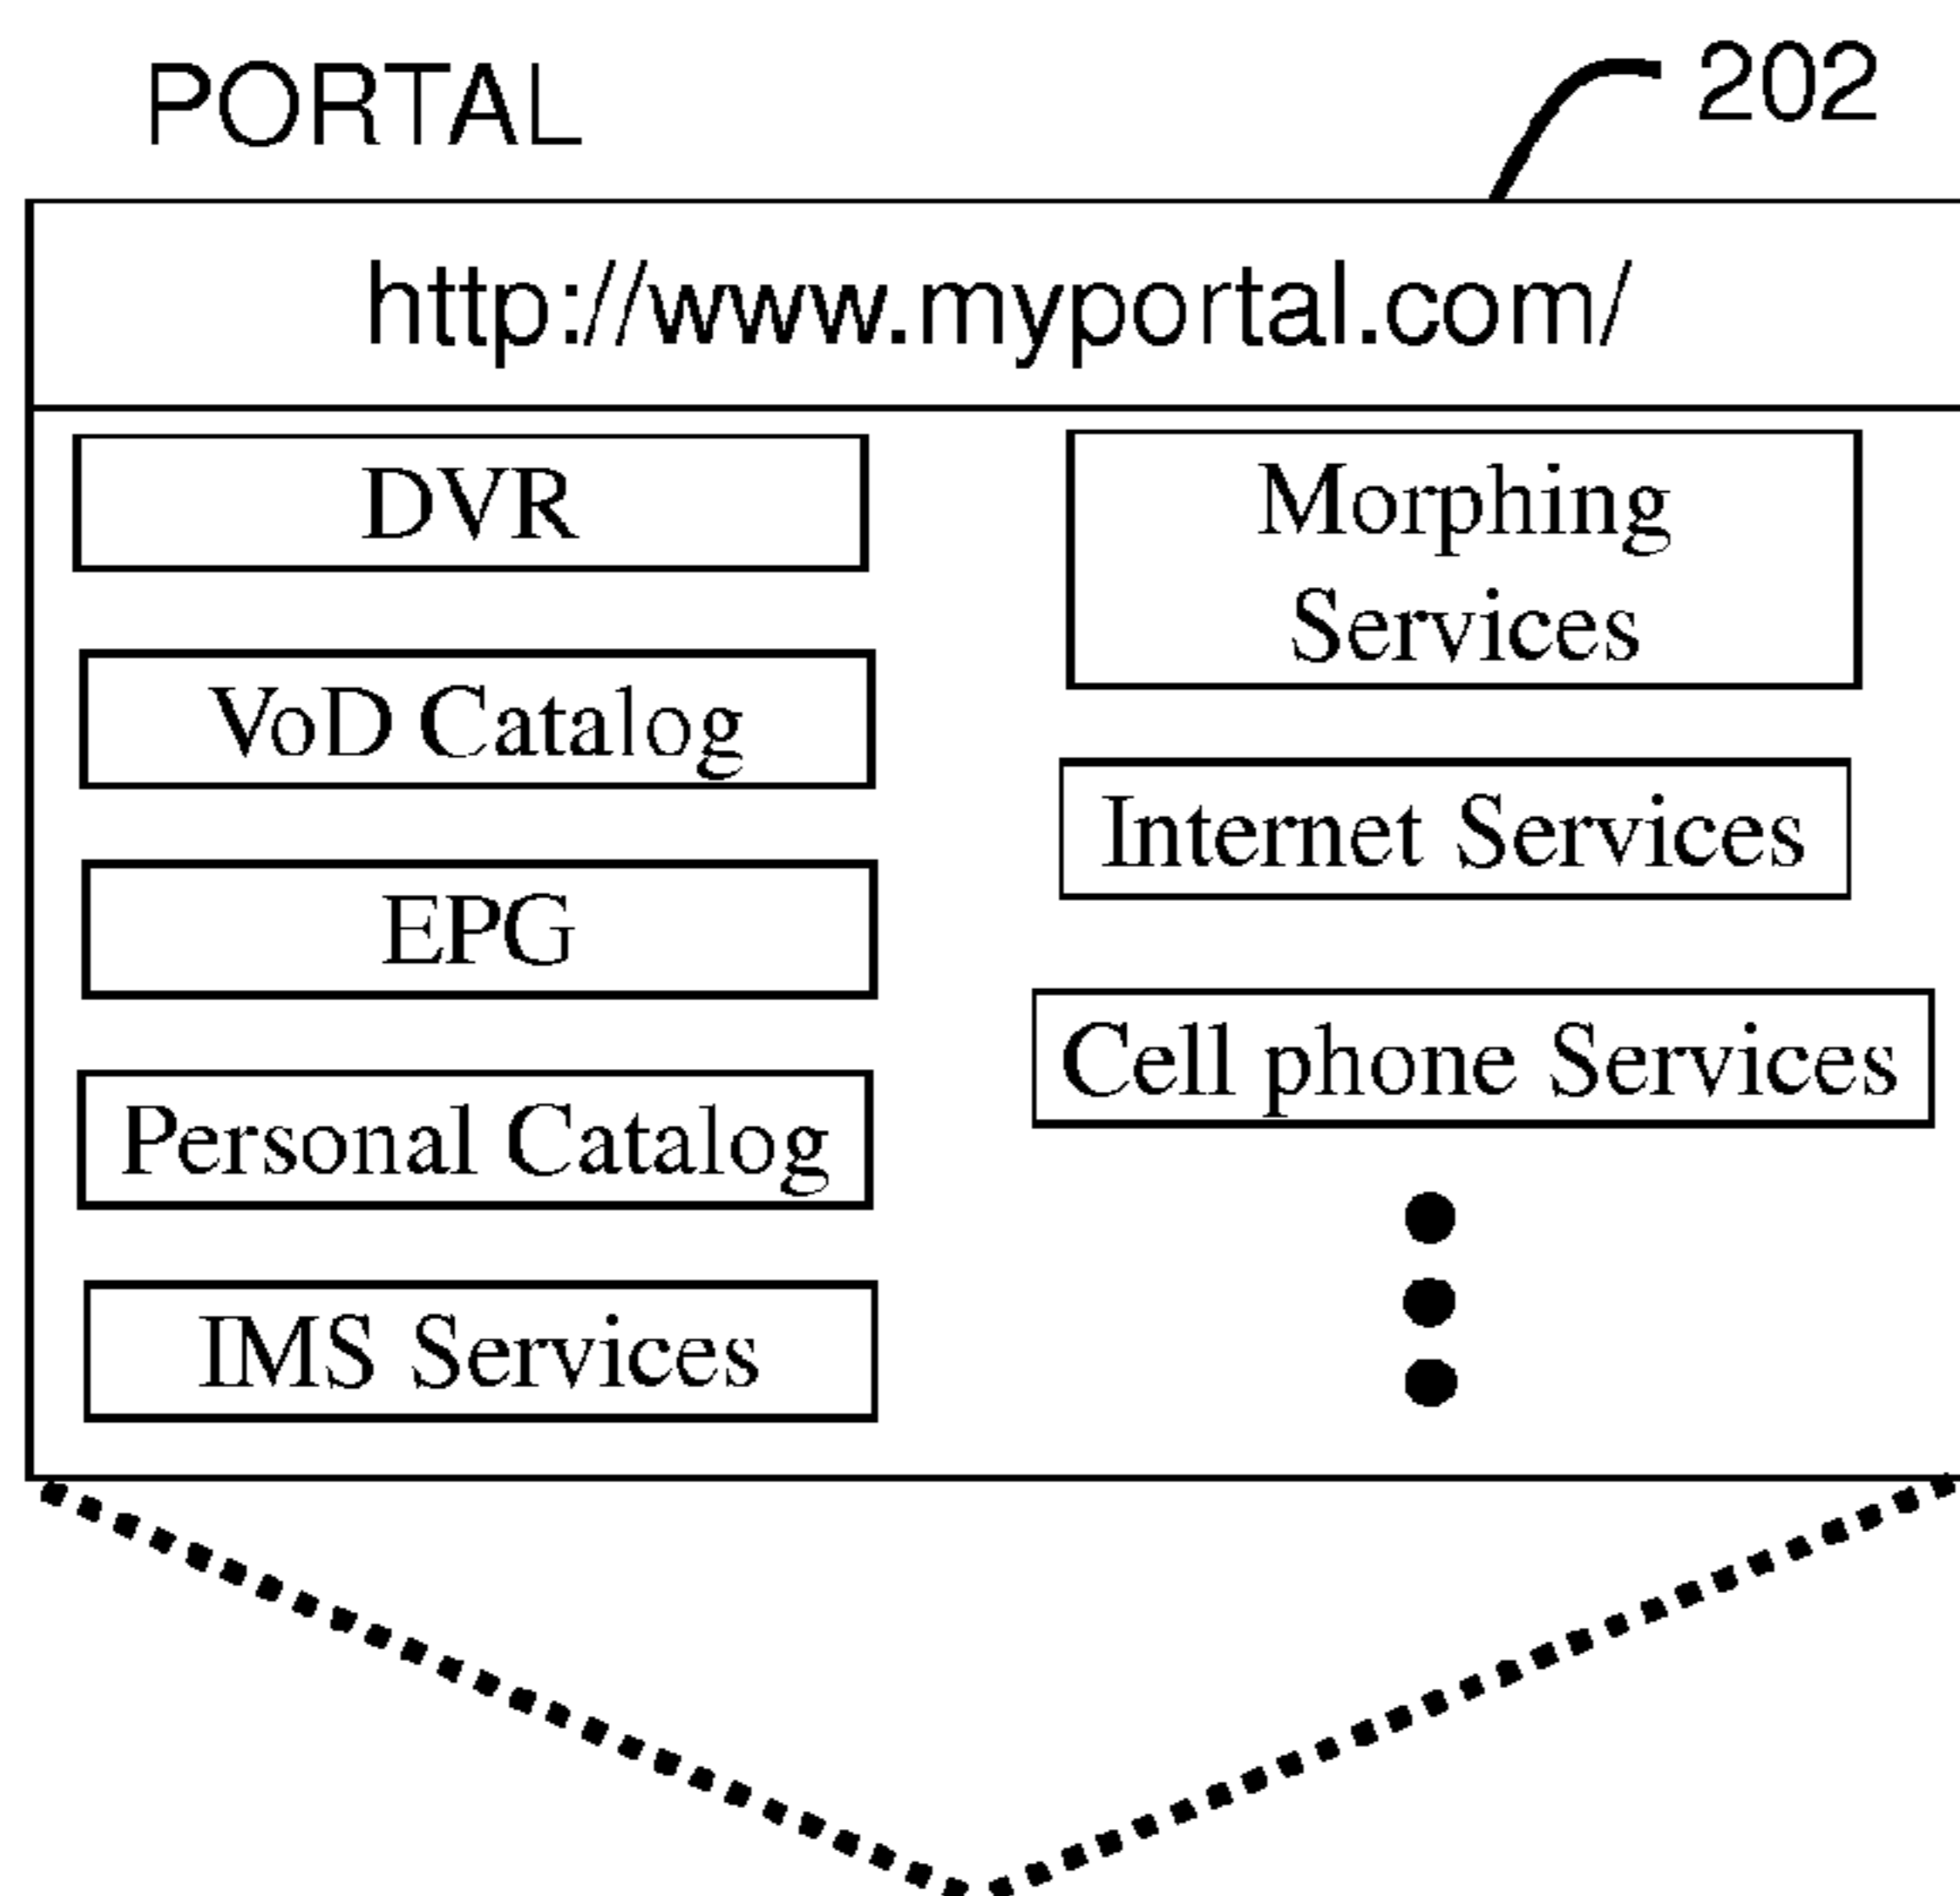 PORTAL
202
http://www.myportal.com/
DVR
VoD Catalog
EPG
Personal Catalog
IMS Services
Morphing
Services
Internet Services
Cell phone Services